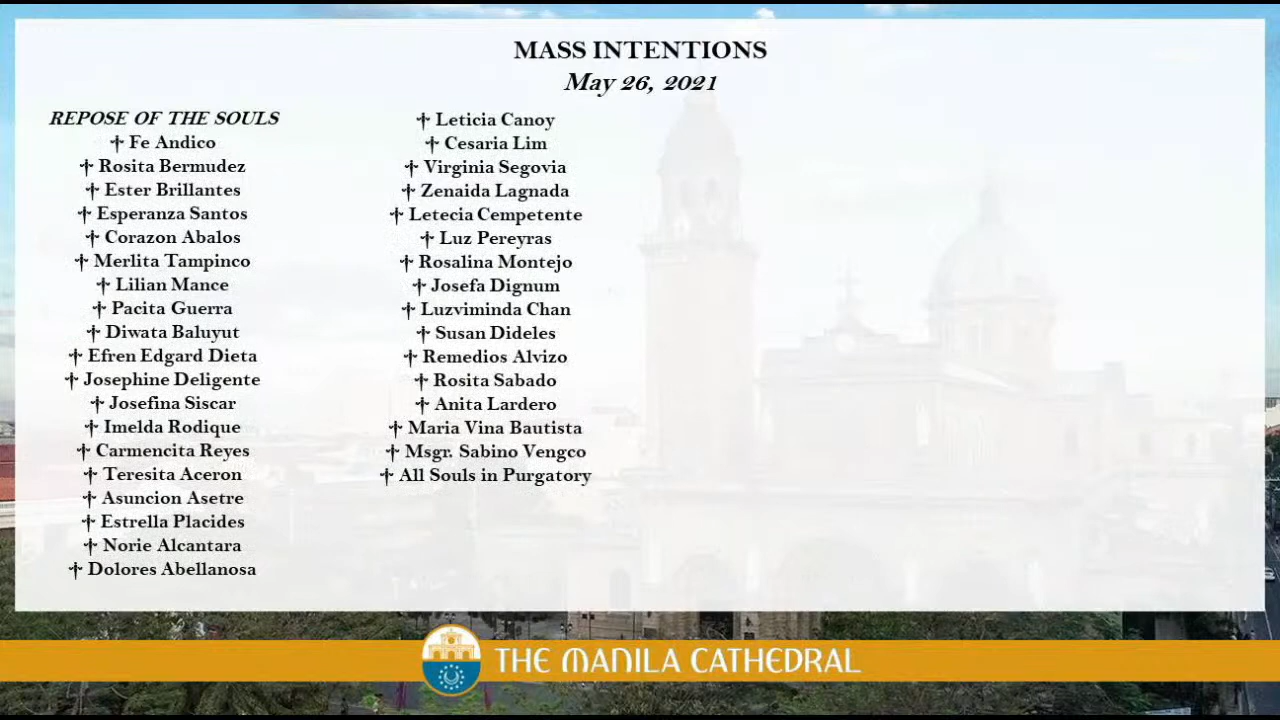 MASS INTENTIONS
May 26, 2021
REPOSE OF THE SOULS
✝ Fe Andico
✝ Rosita Bermudez
✝ Ester Brillantes
✝ Esperanza Santos
✝ Corazon Abalos
✝ Merlita Tampinco
✝ Lilian Mance
✝ Pacita Guerra
✝ Diwata Baluyut
✝ Efren Edgard Dieta
✝ Josephine Deligente
✝ Josefina Siscar
✝ Imelda Rodique
✝ Carmencita Reyes
✝ Teresita Aceron
✝ Asuncion Asetre
✝ Estrella Placides
✝ Norie Alcantara
✝ Dolores Abellanosa
✝ Leticia Canoy
✝ Cesaria Lim
✝ Virginia Segovia
✝ Zenaida Lagnada
✝ Letecia Cempetente
✝ Luz Pereyras
✝ Rosalina Montejo
✝ Josefa Dignum
✝ Luzviminda Chan
✝ Susan Dideles
✝ Remedios Alvizo
✝ Rosita Sabado
✝ Anita Lardero
✝ Maria Vina Bautista
✝ Msgr. Sabino Vengco
✝ All Souls in Purgatory
THE MANILA CATHEDRAL